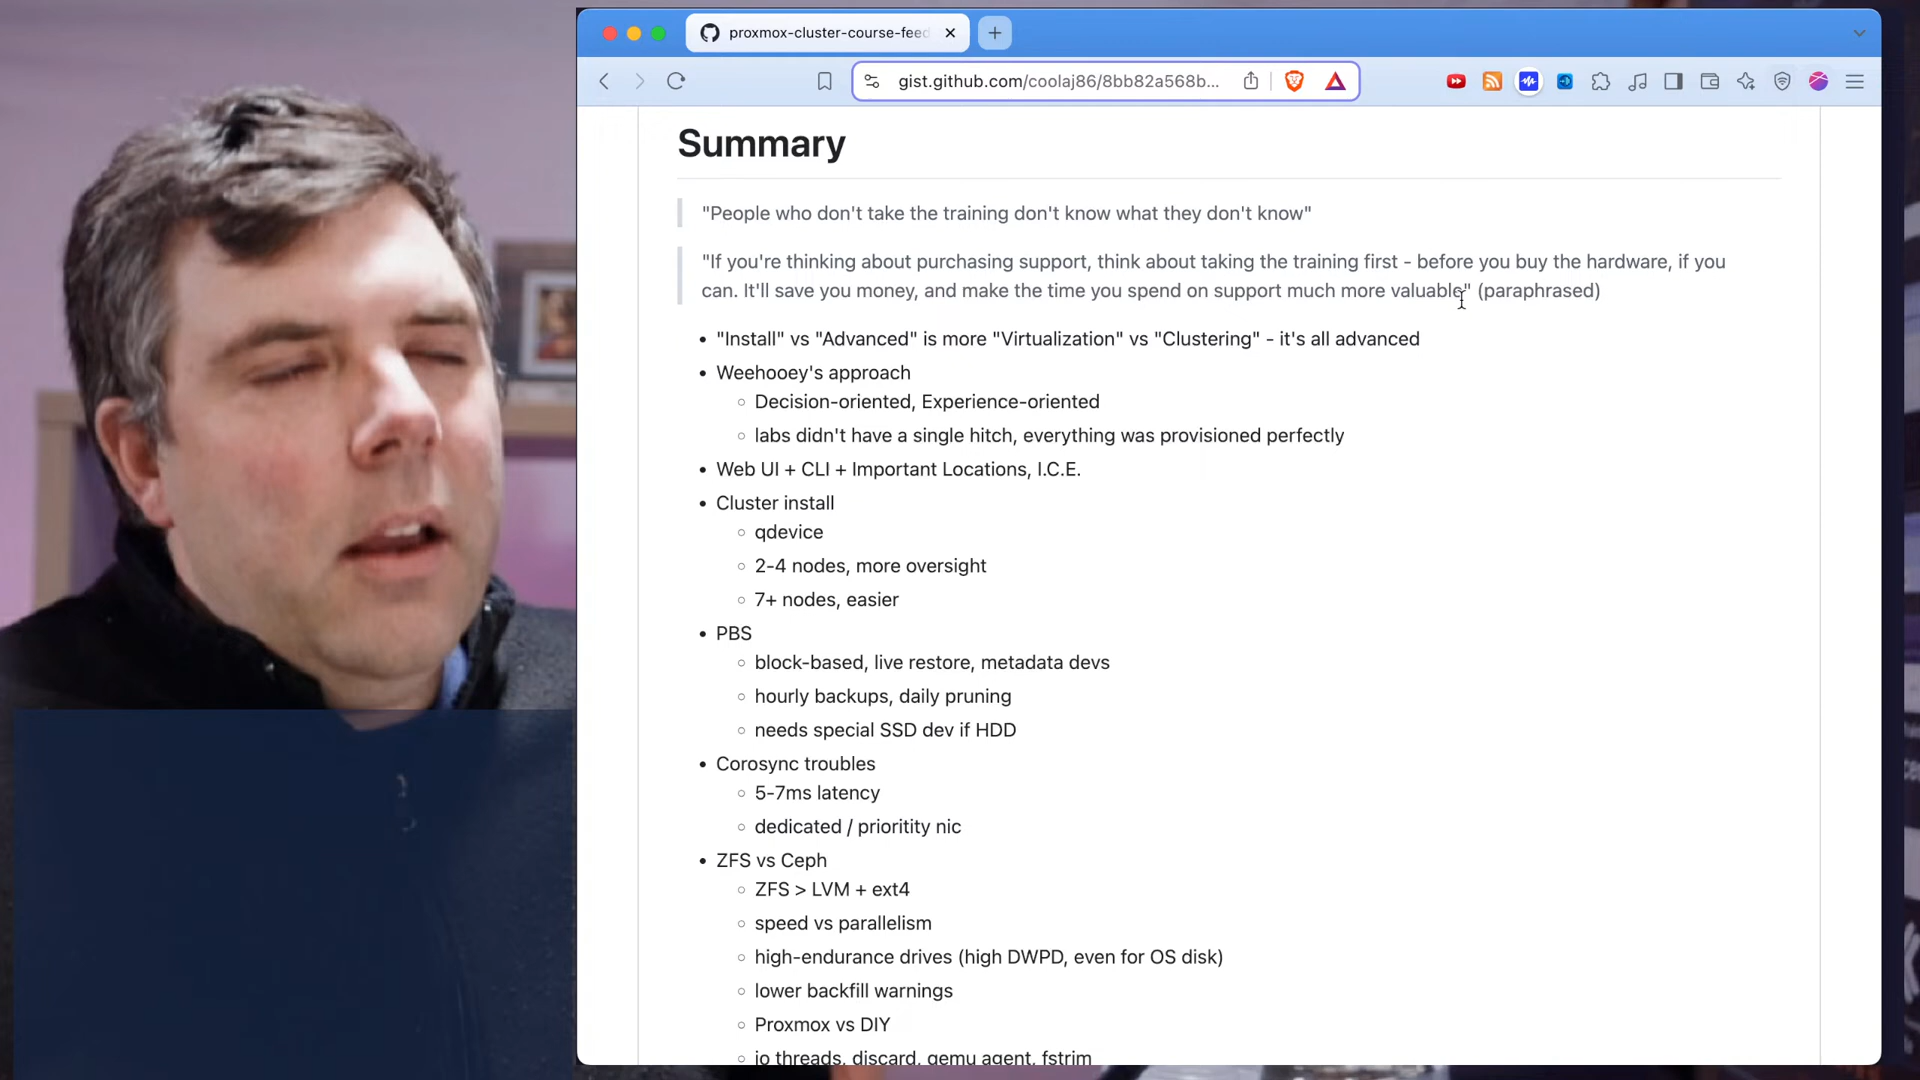 proxmox-cluster-course-feed
gist.github.com/coolaj86/8bb82a568b...
Summary
"People who don't take the training don't know what they don't know"
"If you're thinking about purchasing support, think about taking the training first - before you buy the hardware, if you
can. It'll save you money, and make the time you spend on support much more valuable" (paraphrased)
• "Install" vs "Advanced" is more "Virtualization" vs "Clustering" - it's all advanced
• Weehooey's approach
◦ Decision-oriented, Experience-oriented
◦ labs didn't have a single hitch, everything was provisioned perfectly
• Web UI + CLI + Important Locations, I.C.E.
• Cluster install
◦ qdevice
◦ 2-4 nodes, more oversight
◦ 7+ nodes, easier
• PBS
◦ block-based, live restore, metadata devs
◦ hourly backups, daily pruning
◦ needs special SSD dev if HDD
• Corosync troubles
◦ 5-7ms latency
◦ dedicated / prioritity nic
• ZFS vs Ceph
◦ ZFS > LVM + ext4
◦ speed vs parallelism
◦ high-endurance drives (high DWPD, even for OS disk)
◦ lower backfill warnings
◦ Proxmox vs DIY
◦ io threads, discard, qemu agent, fstrim